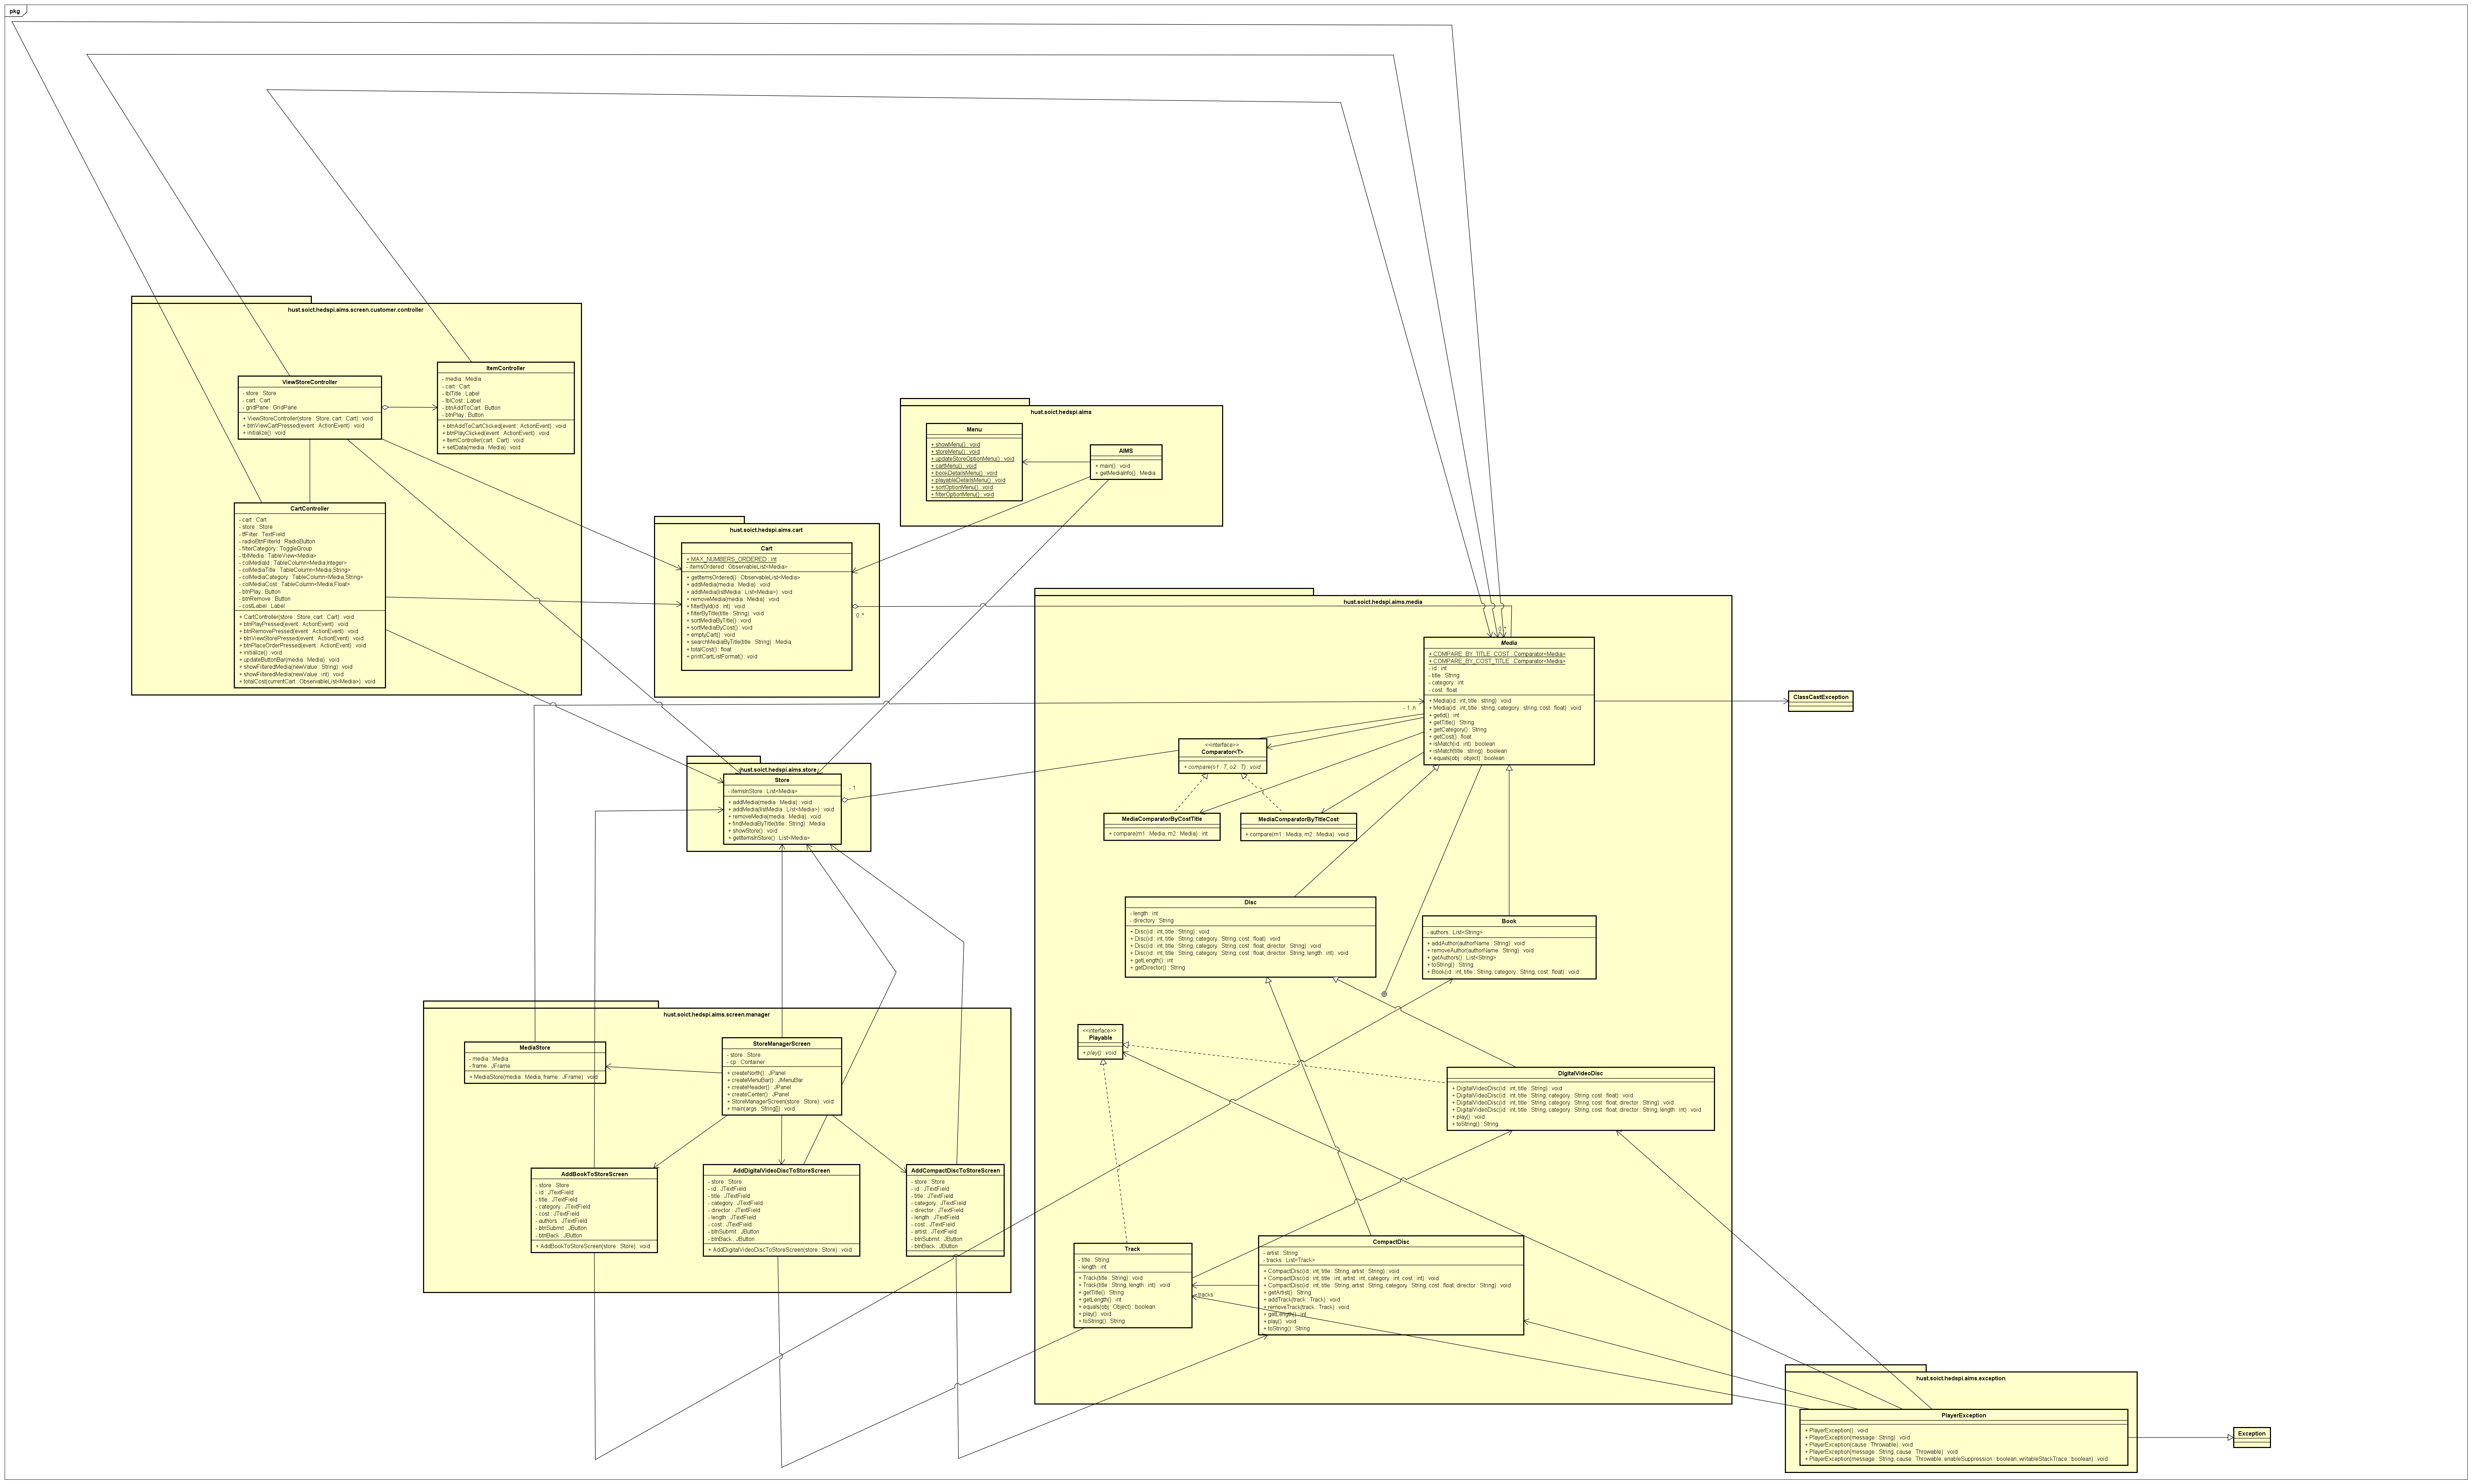 pkg
hust.soict.hedspi.aims.screen.customer.controller
ViewStoreController
- store : Store
- cart : Cart
- gridPane : GridPane
+ ViewStoreController(store : Store, cart : Cart) : void
+ btnViewCartPressed(event : ActionEvent) : void
+ initialize() : void
ItemController
- media : Media
- cart : Cart
- lblTitle : Label
- lblCost : Label
- btnAddToCart : Button
- btnPlay : Button
+ btnAddToCartClicked(event : ActionEvent) : void
+ btnPlayClicked(event : ActionEvent) : void
+ ItemController(cart : Cart) : void
+ setData(media : Media) : void
CartController
- cart : Cart
- store : Store
- tfFilter : TextField
- radioBtnFilterId : RadioButton
- filterCategory : ToggleGroup
- tblMedia : TableView<Media>
- colMediaId : TableColumn<Media,Integer>
- colMediaTitle : TableColumn<Media,String>
- colMediaCategory : TableColumn<Media,String>
- colMediaCost : TableColumn<Media,Float>
- btnPlay : Button
- btnRemove : Button
- costLabel : Label
+ CartController(store : Store, cart : Cart) : void
+ btnPlayPressed(event : ActionEvent) : void
+ btnRemovePressed(event : ActionEvent) : void
+ btnViewStorePressed(event : ActionEvent) : void
+ btnPlaceOrderPressed(event : ActionEvent) : void
+ initialize() : void
+ updateButtonBar(media : Media) : void
+ showFilteredMedia(newValue : String) : void
+ showFilteredMedia(newValue : int) : void
+ totalCost(currentCart : ObservableList<Media>) : void
hust.soict.hedspi.aims
Menu
+ showMenu() : void
+ storeMenu() : void
+ updateStoreOptionMenu() : void
+ cartMenu() : void
+ bookDetailsMenu() : void
+ playableDetailsMenu() : void
+ sortOptionMenu() : void
+ filterOptionMenu() : void
AIMS
+ main() : void
+ getMediaInfo() : Media
hust.soict.hedspi.aims.cart
Cart
+ MAX_NUMBERS_ORDERED : int
- itemsOrdered : ObservableList<Media>
+ getItemsOrdered() : ObservableList<Media>
+ addMedia(media : Media) : void
+ addMedia(listMedia : List<Media>) : void
+ removeMedia(media : Media) : void
+ filterById(id : int) : void
+ filterByTitle(title : String) : void
+ sortMediaByTitle() : void
+ sortMediaByCost() : void
+ emptyCart() : void
+ searchMediaByTitle(title : String) : Media
+ totalCost() : float
+ printCartListFormat() : void
0..*
hust.soict.hedspi.aims.media
0..*
Media
+ COMPARE_BY_TITLE_COST : Comparator<Media>
+ COMPARE_BY_COST_TITLE : Comparator<Media>
- id : int
- title : String
- category : int
- cost : float
+ Media(id : int, title : string) : void
+ Media(id : int, title : string, category : string, cost : float) : void
+ getId() : int
+ getTitle() : String
+ getCategory() : String
+ getCost() : float
+ isMatch(id : int) : boolean
+ isMatch(title : string) : boolean
+ equals(obj : object) : boolean
- 1..n
ClassCastException
<<interface>>
Comparator<T>
+ compare(o1 : T, o2 : T) : void
MediaComparatorByCostTitle
+ compare(m1 : Media, m2 : Media) : int
MediaComparatorByTitleCost
+ compare(m1 : Media, m2 : Media) : void
hust.soict.hedspi.aims.store
Store
- itemsInStore : List<Media>
+ addMedia(media : Media) : void
+ addMedia(listMedia : List<Media>) : void
+ removeMedia(media : Media) : void
+ findMediaByTitle(title : String) : Media
+ showStore() : void
+ getItemsInStore() : List<Media>
- 1
Disc
- length : int
- directory : String
+ Disc(id : int, title : String) : void
+ Disc(id : int, title : String, category : String, cost : float) : void
+ Disc(id : int, title : String, category : String, cost : float, director : String) : void
+ Disc(id : int, title : String, category : String, cost : float, director : String, length : int) : void
+ getLength() : int
+ getDirector() : String
Book
- authors : List<String>
+ addAuthor(authorName : String) : void
+ removeAuthor(authorName : String) : void
+ getAuthors() : List<String>
+ toString() : String
+ Book(id : int, title : String, category : String, cost : float) : void
<<interface>>
Playable
+ play() : void
DigitalVideoDisc
+ DigitalVideoDisc(id : int, title : String) : void
+ DigitalVideoDisc(id : int, title : String, category : String, cost : float) : void
+ DigitalVideoDisc(id : int, title : String, category : String, cost : float, director : String) : void
+ DigitalVideoDisc(id : int, title : String, category : String, cost : float, director : String, length : int) : void
+ play() : void
+ toString() : String
hust.soict.hedspi.aims.screen.manager
MediaStore
- media : Media
- frame : JFrame
+ MediaStore(media : Media, frame : JFrame) : void
StoreManagerScreen
- store : Store
- cp : Container
+ createNorth() : JPanel
+ createMenuBar() : JMenuBar
+ createHeader() : JPanel
+ createCenter() : JPanel
+ StoreManagerScreen(store : Store) : void
+ main(args : String[]) : void
AddBookToStoreScreen
- store : Store
- id : JTextField
- title : JTextField
- category : JTextField
- cost : JTextField
- authors : JTextField
- btnSubmit : JButton
- btnBack : JButton
+ AddBookToStoreScreen(store : Store) : void
AddDigitalVideoDiscToStoreScreen
- store : Store
- id : JTextField
- title : JTextField
- category : JTextField
- director : JTextField
- length : JTextField
- cost : JTextField
- btnSubmit : JButton
- btnBack : JButton
+ AddDigitalVideoDiscToStoreScreen(store : Store) : void
AddCompactDiscToStoreScreen
- store : Store
- id : JTextField
- title : JTextField
- category : JTextField
- director : JTextField
- length : JTextField
- cost : JTextField
- artist : JTextField
- btnSubmit : JButton
- btnBack : JButton
Track
- title : String
- length : int
+ Track(title : String) : void
+ Track(title : String, length : int) : void
+ getTitle() : String
+ getLength() : int
+ equals(obj : Object) : boolean
+ play() : void
+ toString() : String
- tracks
CompactDisc
- artist : String
- tracks : List<Track>
+ CompactDisc(id : int, title : String, artist : String) : void
+ CompactDisc(id : int, title : int, artist : int, category : int, cost : int) : void
+ CompactDisc(id : int, title : String, artist : String, category : String, cost : float, director : String) : void
+ getArtist() : String
+ addTrack(track : Track) : void
+ removeTrack(track : Track) : void
+ getLength() : int
+ play() : void
+ toString() : String
hust.soict.hedspi.aims.exception
PlayerException
+ PlayerException() : void
+ PlayerException(message : String) : void
+ PlayerException(cause : Throwable) : void
+ PlayerException(message : String, cause : Throwable) : void
+ PlayerException(message : String, cause : Throwable, enableSuppression : boolean, writableStackTrace : boolean) : void
Exception